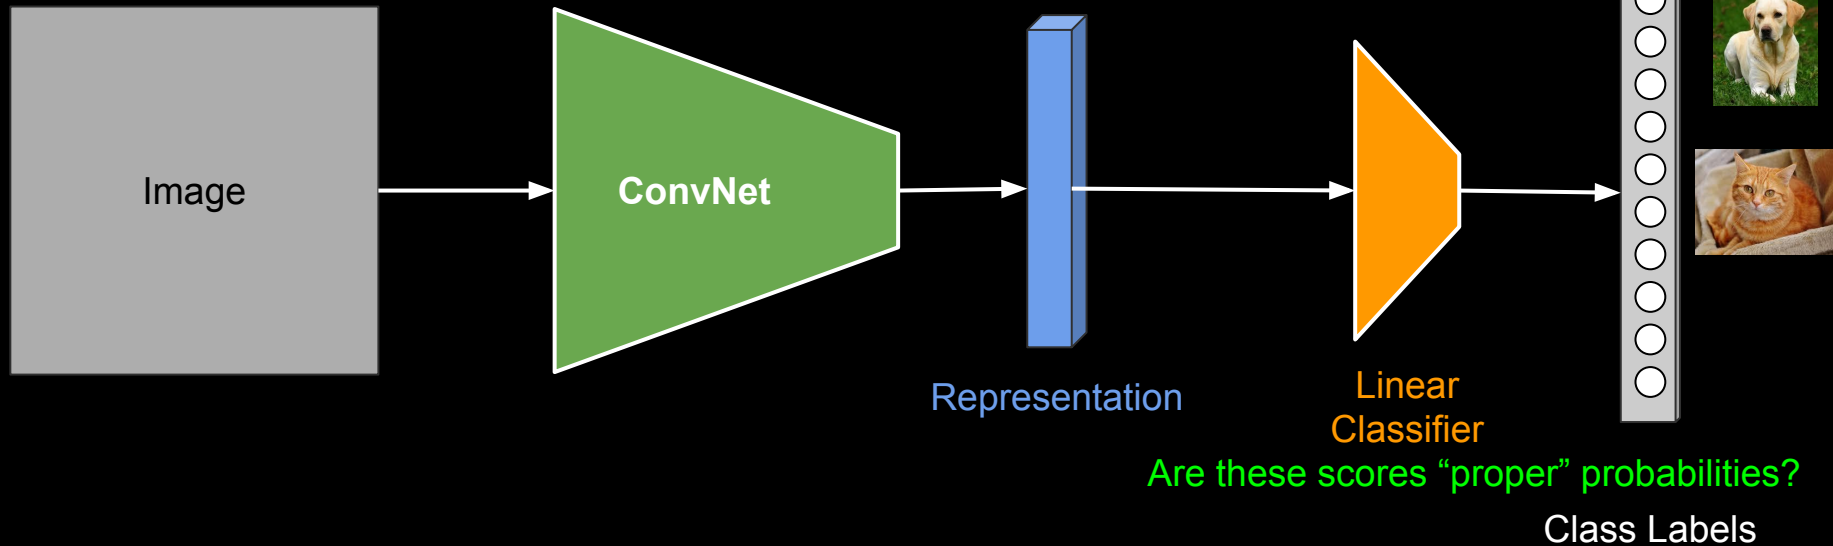 Image
ConvNet
Representation
Linear
Classifier
Are these scores “proper” probabilities?
Class Labels